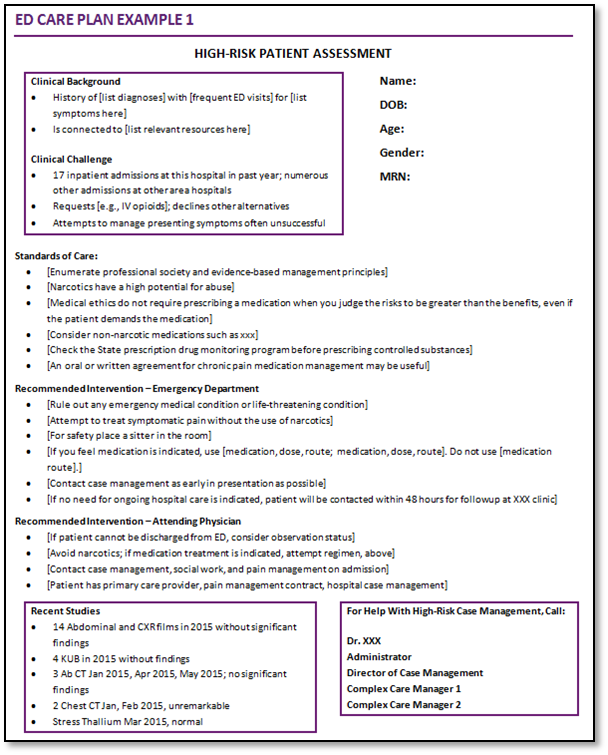 ED CARE PLAN EXAMPLE 1
HIGH-RISK PATIENT ASSESSMENT
Clinical Background
• History of [list diagnoses] with [frequent ED visits] for [list
symptoms here]
• Is connected to [list relevant resources here]
Clinical Challenge
• 17 inpatient admissions at this hospital in past year; numerous
other admissions at other area hospitals
• Requests [e.g., IV opioids]; declines other alternatives
• Attempts to manage presenting symptoms often unsuccessful
Name:
DOB:
Age:
Gender:
MRN:
Standards of Care:
• [Enumerate professional society and evidence-based management principles]
• [Narcotics have a high potential for abuse]
• [Medical ethics do not require prescribing a medication when you judge the risks to be greater than the benefits, even if
the patient demands the medication]
• [Consider non-narcotic medications such as xxx]
• [Check the State prescription drug monitoring program before prescribing controlled substances]
• [An oral or written agreement for chronic pain medication management may be useful]
Recommended Intervention – Emergency Department
• [Rule out any emergency medical condition or life-threatening condition]
• [Attempt to treat symptomatic pain without the use of narcotics]
• [For safety place a sitter in the room]
• [If you feel medication is indicated, use [medication, dose, route; medication, dose, route]. Do not use [medication
route].]
• [Contact case management as early in presentation as possible]
• [If no need for ongoing hospital care is indicated, patient will be contacted within 48 hours for followup at XXX clinic]
Recommended Intervention – Attending Physician
• [If patient cannot be discharged from ED, consider observation status]
• [Avoid narcotics; if medication treatment is indicated, attempt regimen, above]
• [Contact case management, social work, and pain management on admission]
• [Patient has primary care provider, pain management contract, hospital case management]
Recent Studies
• 14 Abdominal and CXR films in 2015 without significant
findings
• 4 KUB in 2015 without findings
• 3 Ab CT Jan 2015, Apr 2015, May 2015; no significant
findings
• 2 Chest CT Jan, Feb 2015, unremarkable
• Stress Thallium Mar 2015, normal
For Help With High-Risk Case Management, Call:
Dr. XXX
Administrator
Director of Case Management
Complex Care Manager 1
Complex Care Manager 2